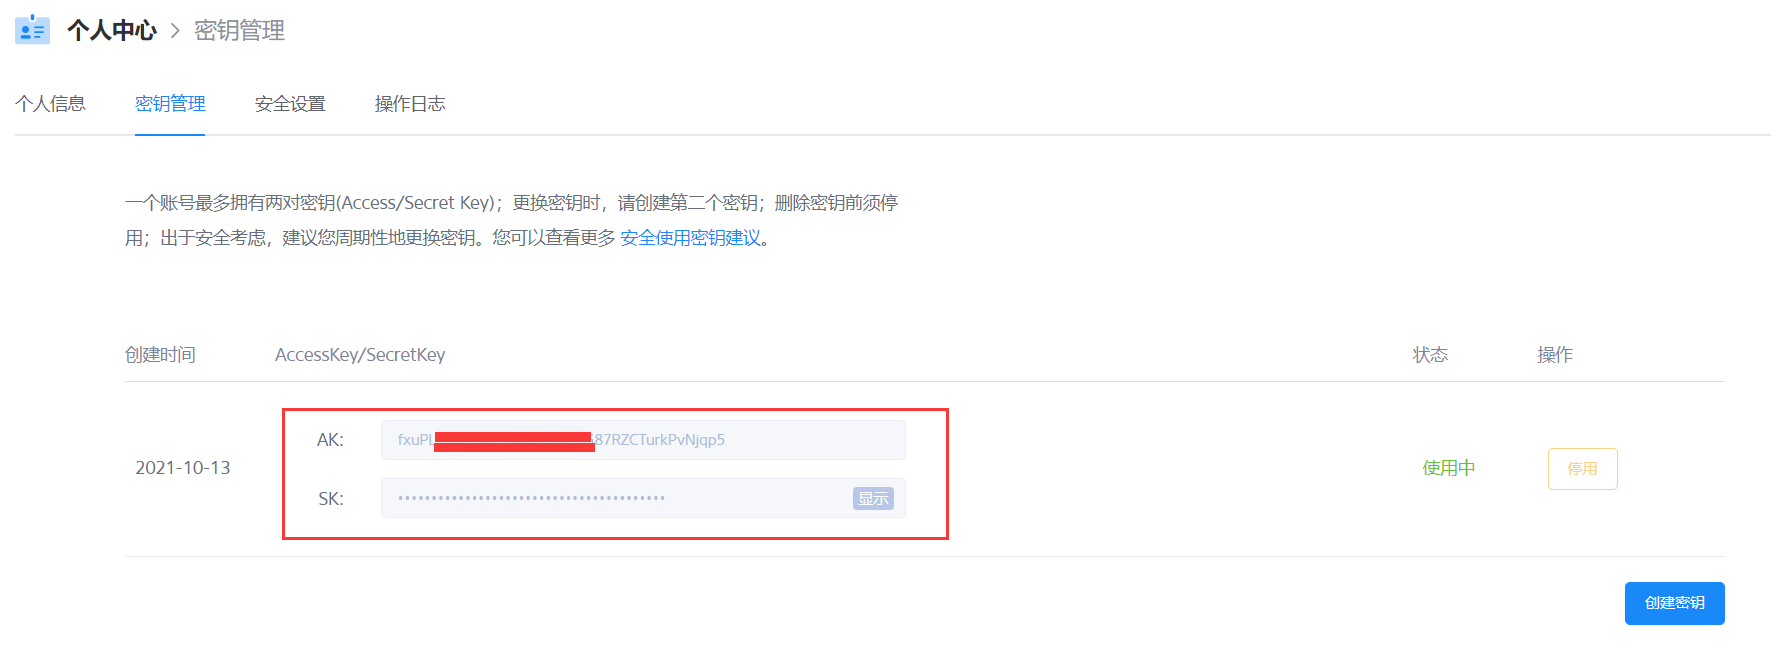 个人中心 > 密钥管理
个人信息 密钥管理 安全设置 操作日志
一个账号最多拥有两对密钥(Access/Secret Key)；更换密钥时，请创建第二个密钥；删除密钥前须停
用；出于安全考虑，建议您周期性地更换密钥。您可以查看更多 安全使用密钥建议。
创建时间 AccessKey/SecretKey 状态 操作
AK: fxuPL 87RZCTurkPvNjqp5
2021-10-13 使用中 停用
SK: •••••••••••••••••••••••••••••••••••••••• 显示
创建密钥